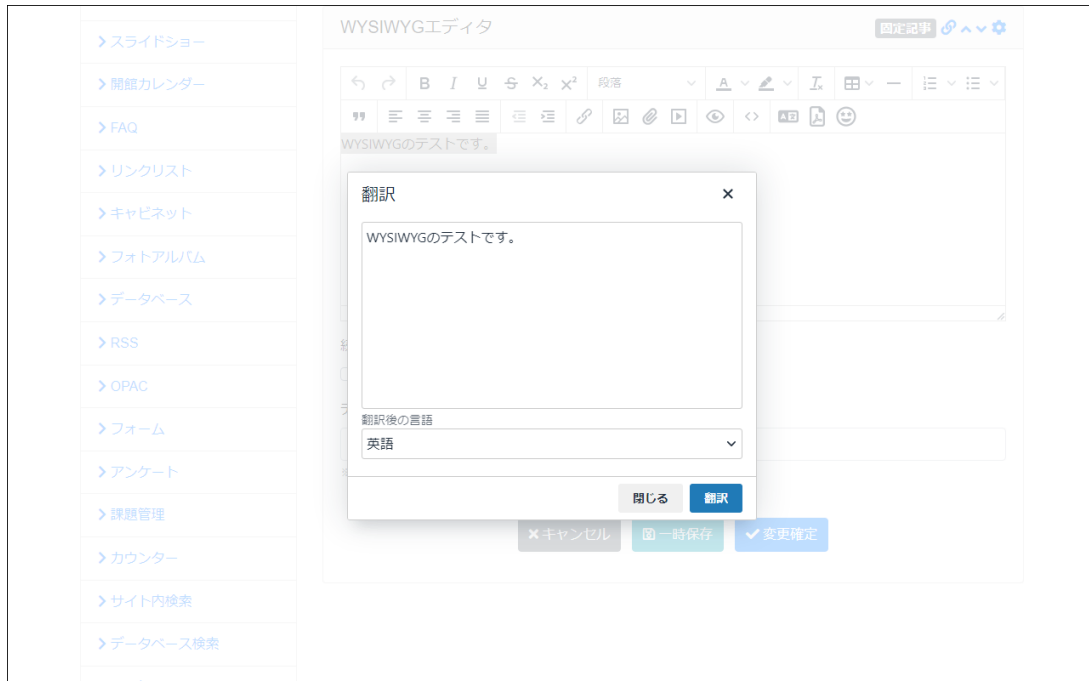 スライドショー
開館カレンダー
FAQ
リンクリスト
キャビネット
フォトアルバム
データベース
RSS
OPAC
フォーム
アンケート
課題管理
カウンター
サイト内検索
データベース検索
WYSIWYGエディタ
固定記事
段落
WYSIWYGのテストです。
翻訳
WYSIWYGのテストです。
翻訳後の言語
英語
閉じる 翻訳
キャンセル 一時保存 変更確定